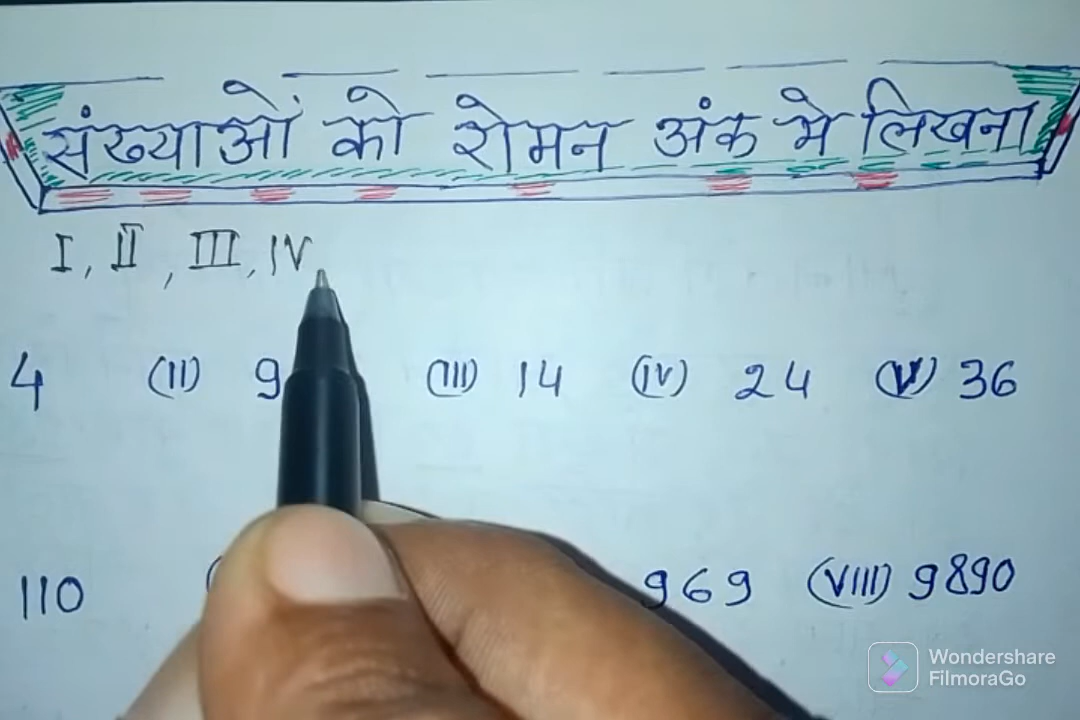 संख्याओं को रोमन अंक मे लिखना
I, II, III, IV
4 (II) 9 (III) 14 (IV) 24 (V) 36
110 969 (VIII) 9890
Wondershare
FilmoraGo